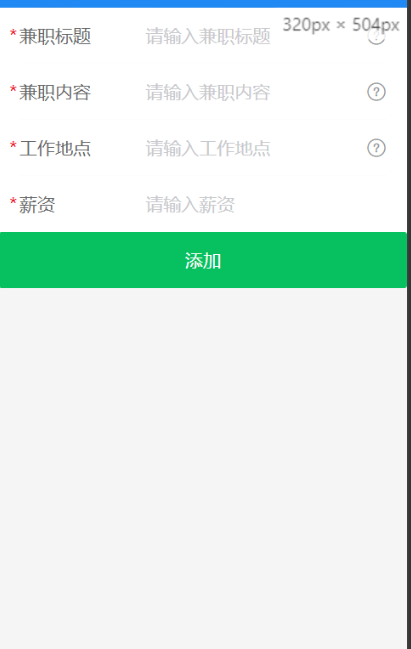 320px × 504px
*兼职标题 请输入兼职标题 ?
*兼职内容 请输入兼职内容 ?
*工作地点 请输入工作地点 ?
*薪资 请输入薪资
添加